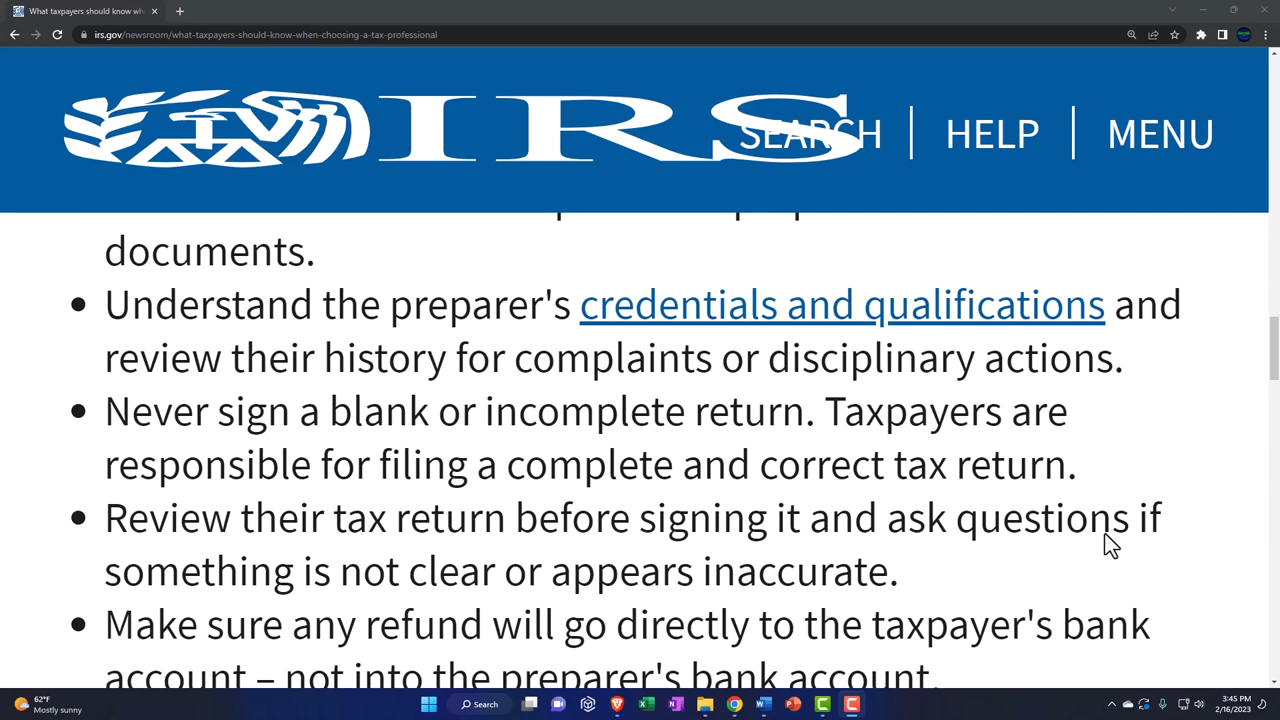 What taxpayers should know wh
irs.gov/newsroom/what-taxpayers-should-know-when-choosing-a-tax-professional
IRS
SEARCH
HELP
MENU
documents.
Understand the preparer's credentials and qualifications and
review their history for complaints or disciplinary actions.
Never sign a blank or incomplete return. Taxpayers are
responsible for filing a complete and correct tax return.
Review their tax return before signing it and ask questions if
something is not clear or appears inaccurate.
Make sure any refund will go directly to the taxpayer's bank
account – not into the preparer's bank account.
62°F
Mostly sunny
Search
3:45 PM
2/16/2023